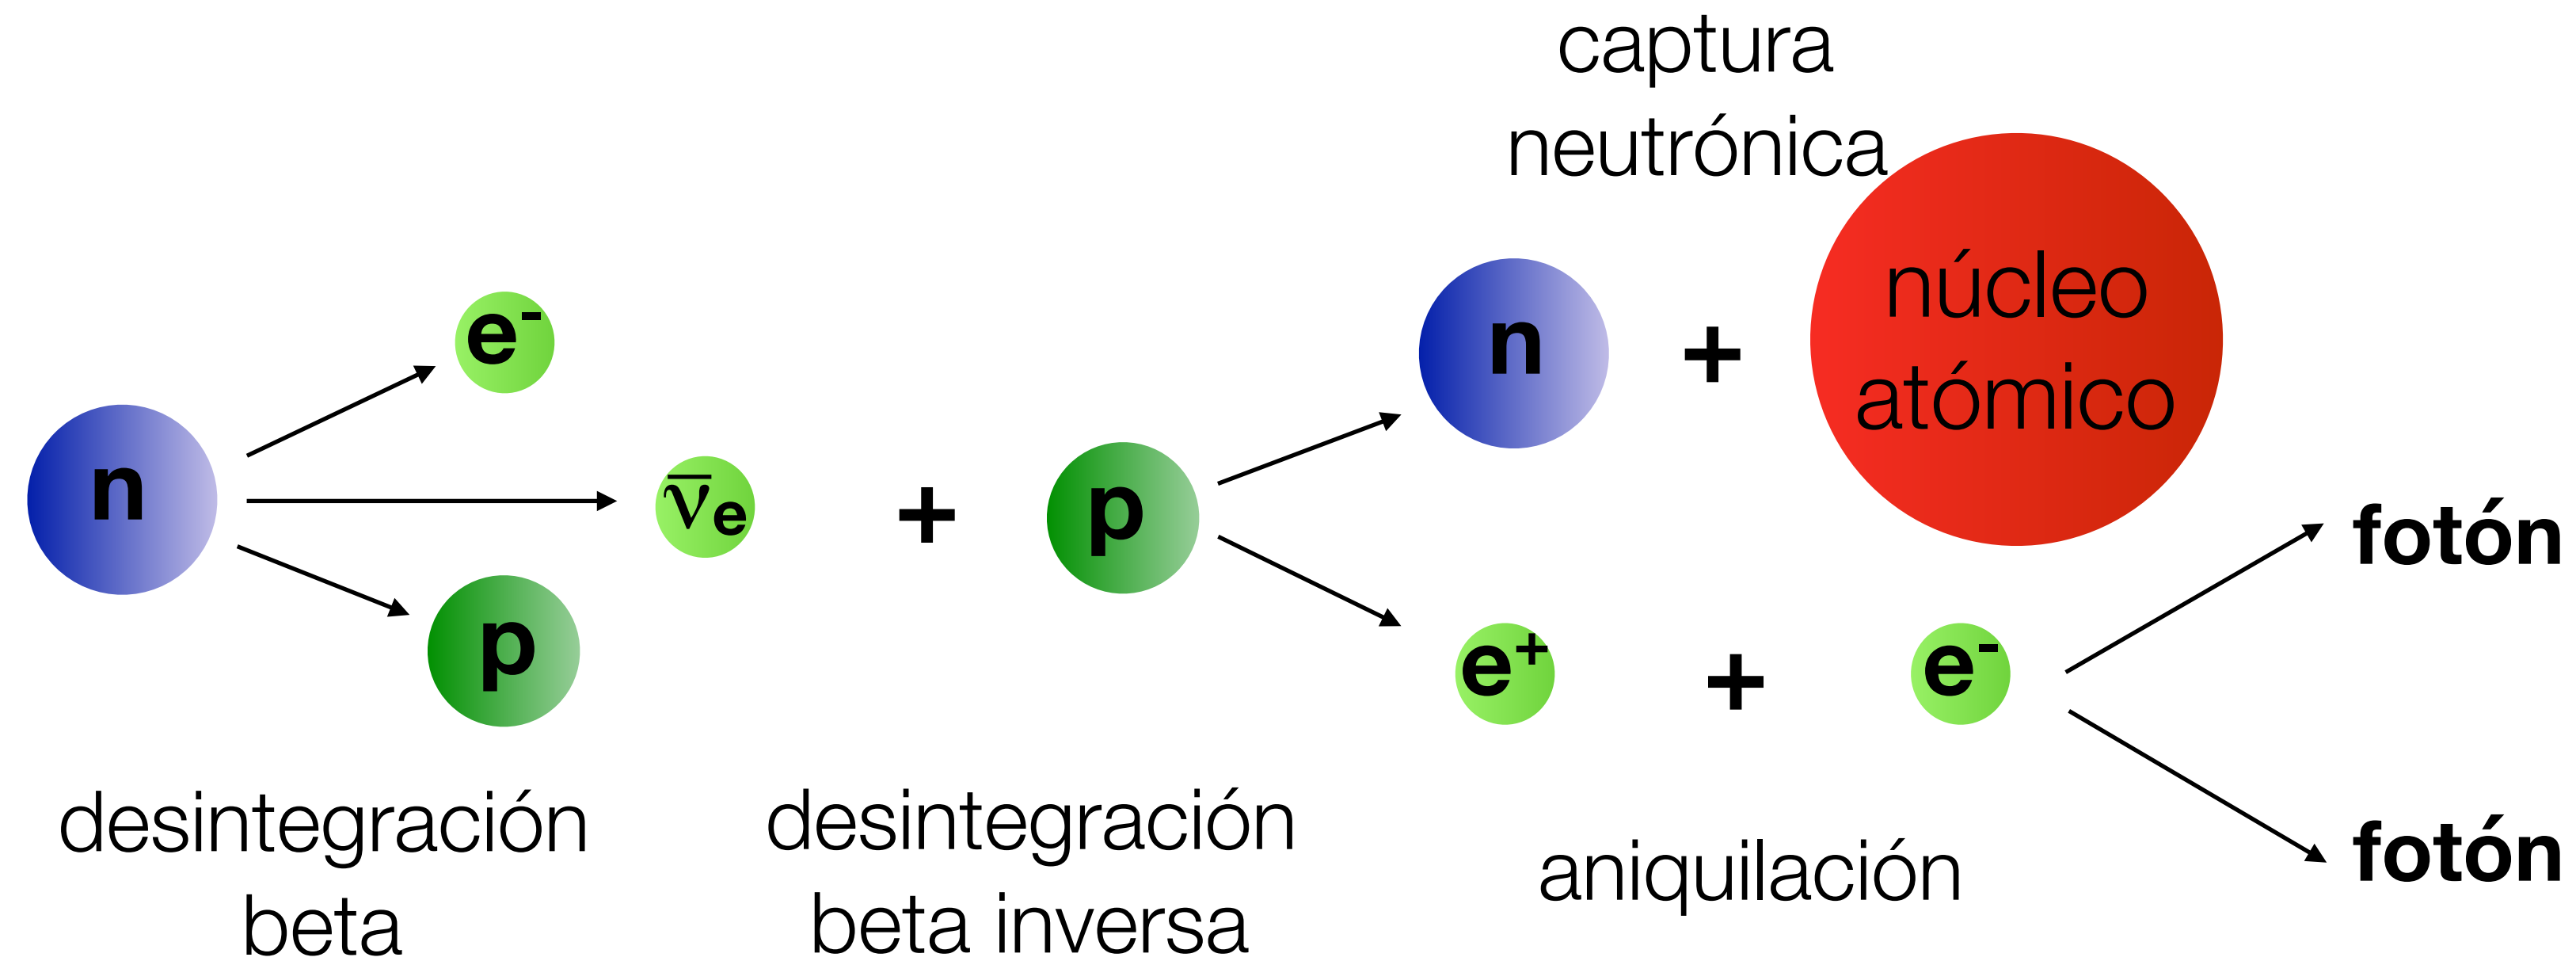 captura
neutrónica
núcleo
atómico
n
+
e-
n
ν̅e
+
p
p
fotón
e+
+
e-
fotón
desintegración
beta
desintegración
beta inversa
aniquilación